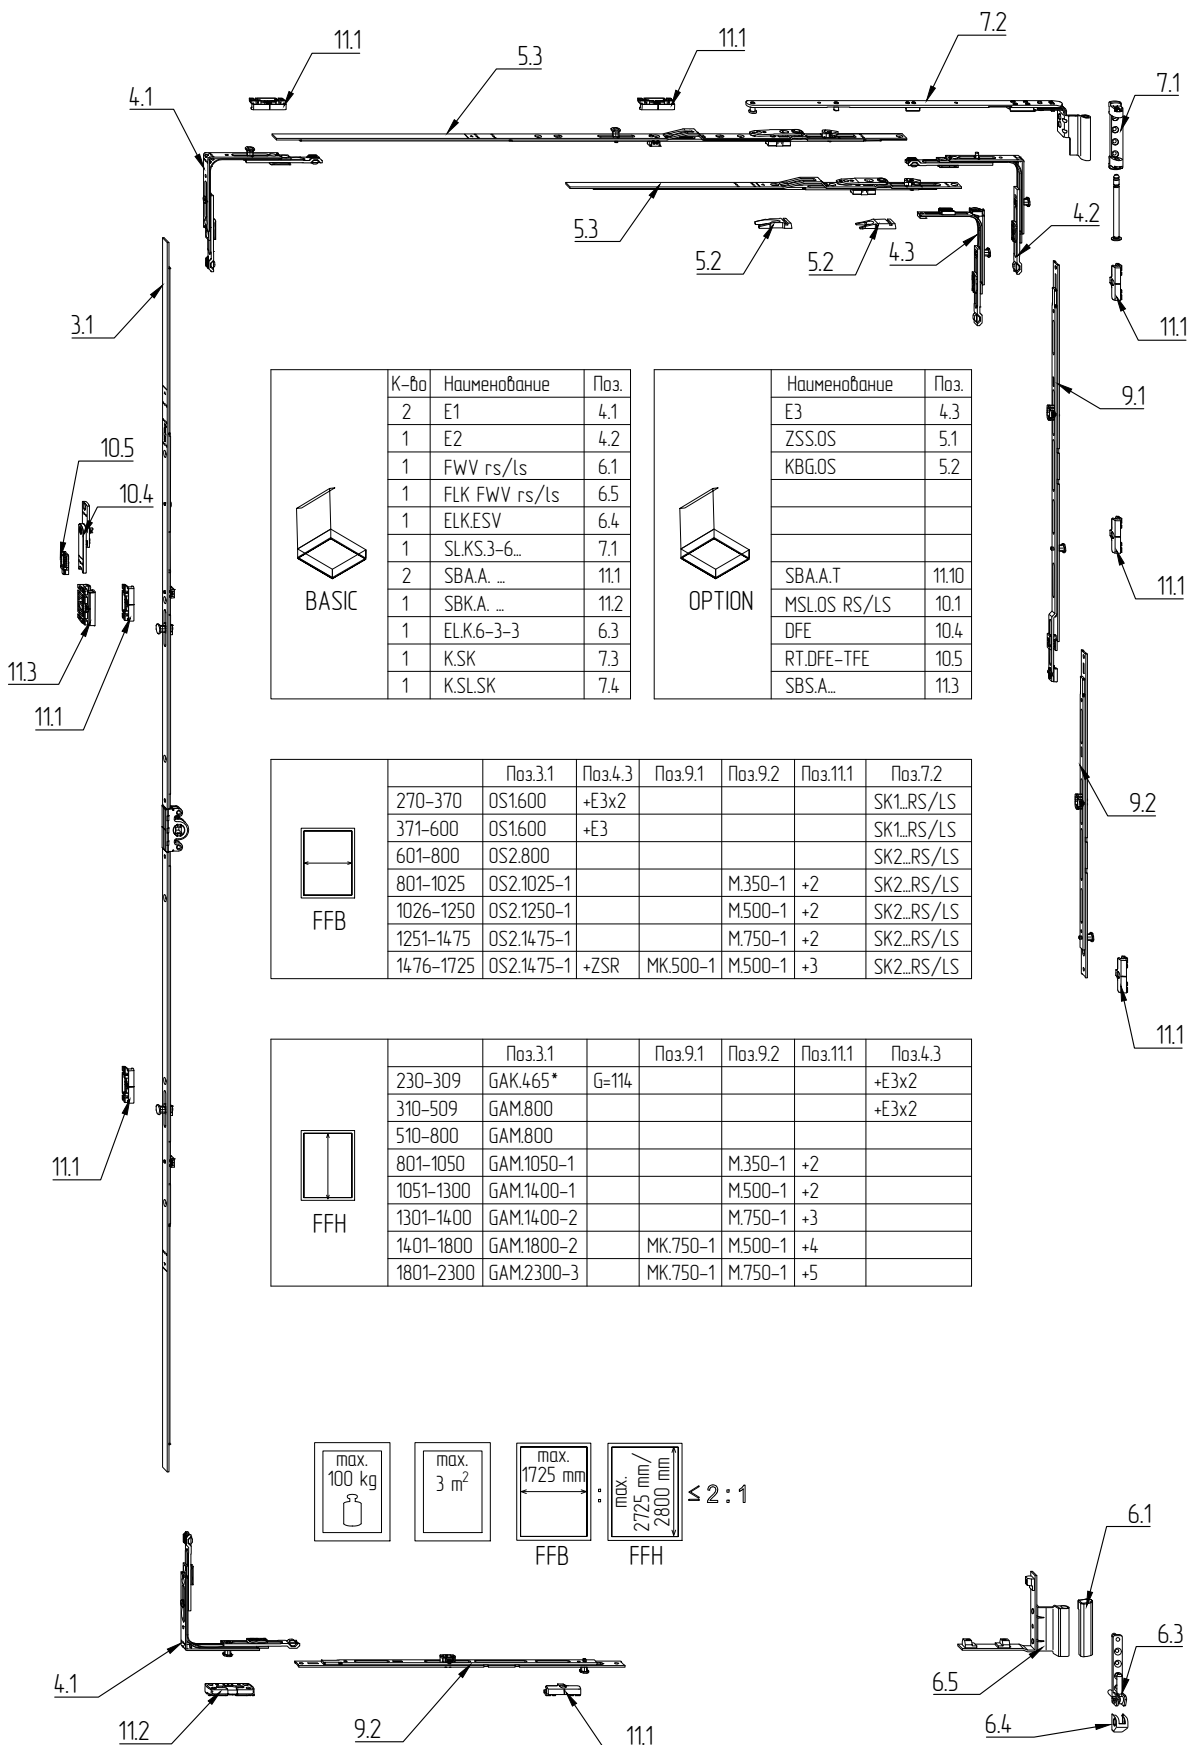 7.2
11.1
11.1
5.3
7.1
4.1
4.2
5.3
5.2
5.2
4.3
3.1
11.1
К-во Наименование Поз.
2 E1 4.1
1 E2 4.2
1 FWV rs/ls 6.1
1 FLK FWV rs/ls 6.5
1 ELK.ESV 6.4
1 SL.KS.3-6... 7.1
2 SBA.A. ... 11.1
1 SBK.A. ... 11.2
1 EL.K.6-3-3 6.3
1 K.SK 7.3
1 K.SL.SK 7.4
BASIC
Наименование Поз.
E3 4.3
ZSS.OS 5.1
KBG.OS 5.2
SBA.A.T 11.10
MSL.OS RS/LS 10.1
DFE 10.4
RT.DFE-TFE 10.5
SBS.A... 11.3
OPTION
9.1
10.5
10.4
11.1
11.3
11.1
Поз.3.1 Поз.4.3 Поз.9.1 Поз.9.2 Поз.11.1 Поз.7.2
270-370 OS1.600 +E3x2 SK1...RS/LS
371-600 OS1.600 +E3 SK1...RS/LS
601-800 OS2.800 SK2...RS/LS
801-1025 OS2.1025-1 M.350-1 +2 SK2...RS/LS
1026-1250 OS2.1250-1 M.500-1 +2 SK2...RS/LS
1251-1475 OS2.1475-1 M.750-1 +2 SK2...RS/LS
1476-1725 OS2.1475-1 +ZSR MK.500-1 M.500-1 +3 SK2...RS/LS
FFB
9.2
11.1
Поз.3.1 Поз.9.1 Поз.9.2 Поз.11.1 Поз.4.3
230-309 GAK.465* G=114 +E3x2
310-509 GAM.800 +E3x2
510-800 GAM.800
801-1050 GAM.1050-1 M.350-1 +2
1051-1300 GAM.1400-1 M.500-1 +2
1301-1400 GAM.1400-2 M.750-1 +3
1401-1800 GAM.1800-2 MK.750-1 M.500-1 +4
1801-2300 GAM.2300-3 MK.750-1 M.750-1 +5
FFH
11.1
max.
100 kg
max.
3 m²
max.
1725 mm
FFB
:
max.
2725 mm/
2800 mm
FFH
≤2:1
6.1
6.3
6.5
6.4
4.1
11.2
9.2
11.1